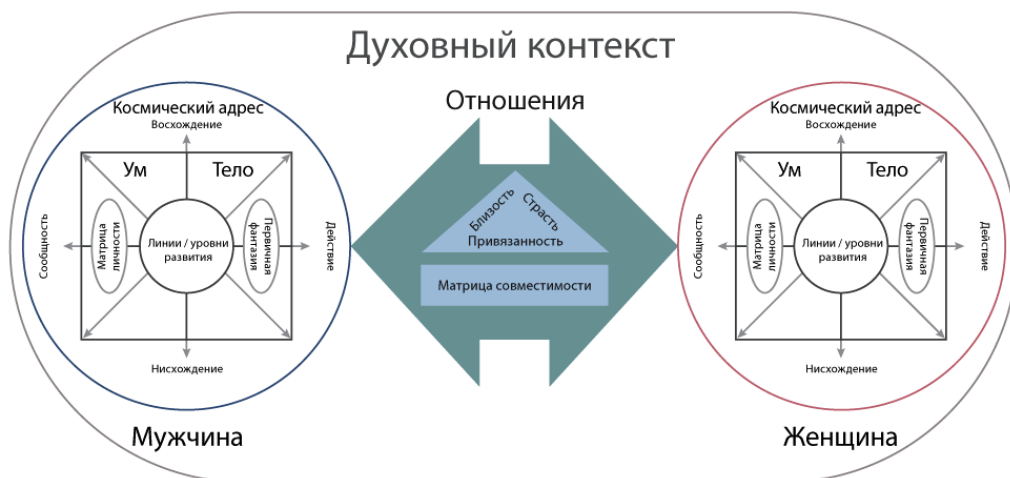 Духовный контекст
Космический адрес
Восхождение
Ум
Тело
Сообщность
Матрица
личности
Линии / уровни
развития
Первичная
фантазия
Действие
Нисхождение
Мужчина
Отношения
Близость
Страсть
Привязанность
Матрица совместимости
Космический адрес
Восхождение
Ум
Тело
Сообщность
Матрица
личности
Линии / уровни
развития
Первичная
фантазия
Действие
Нисхождение
Женщина